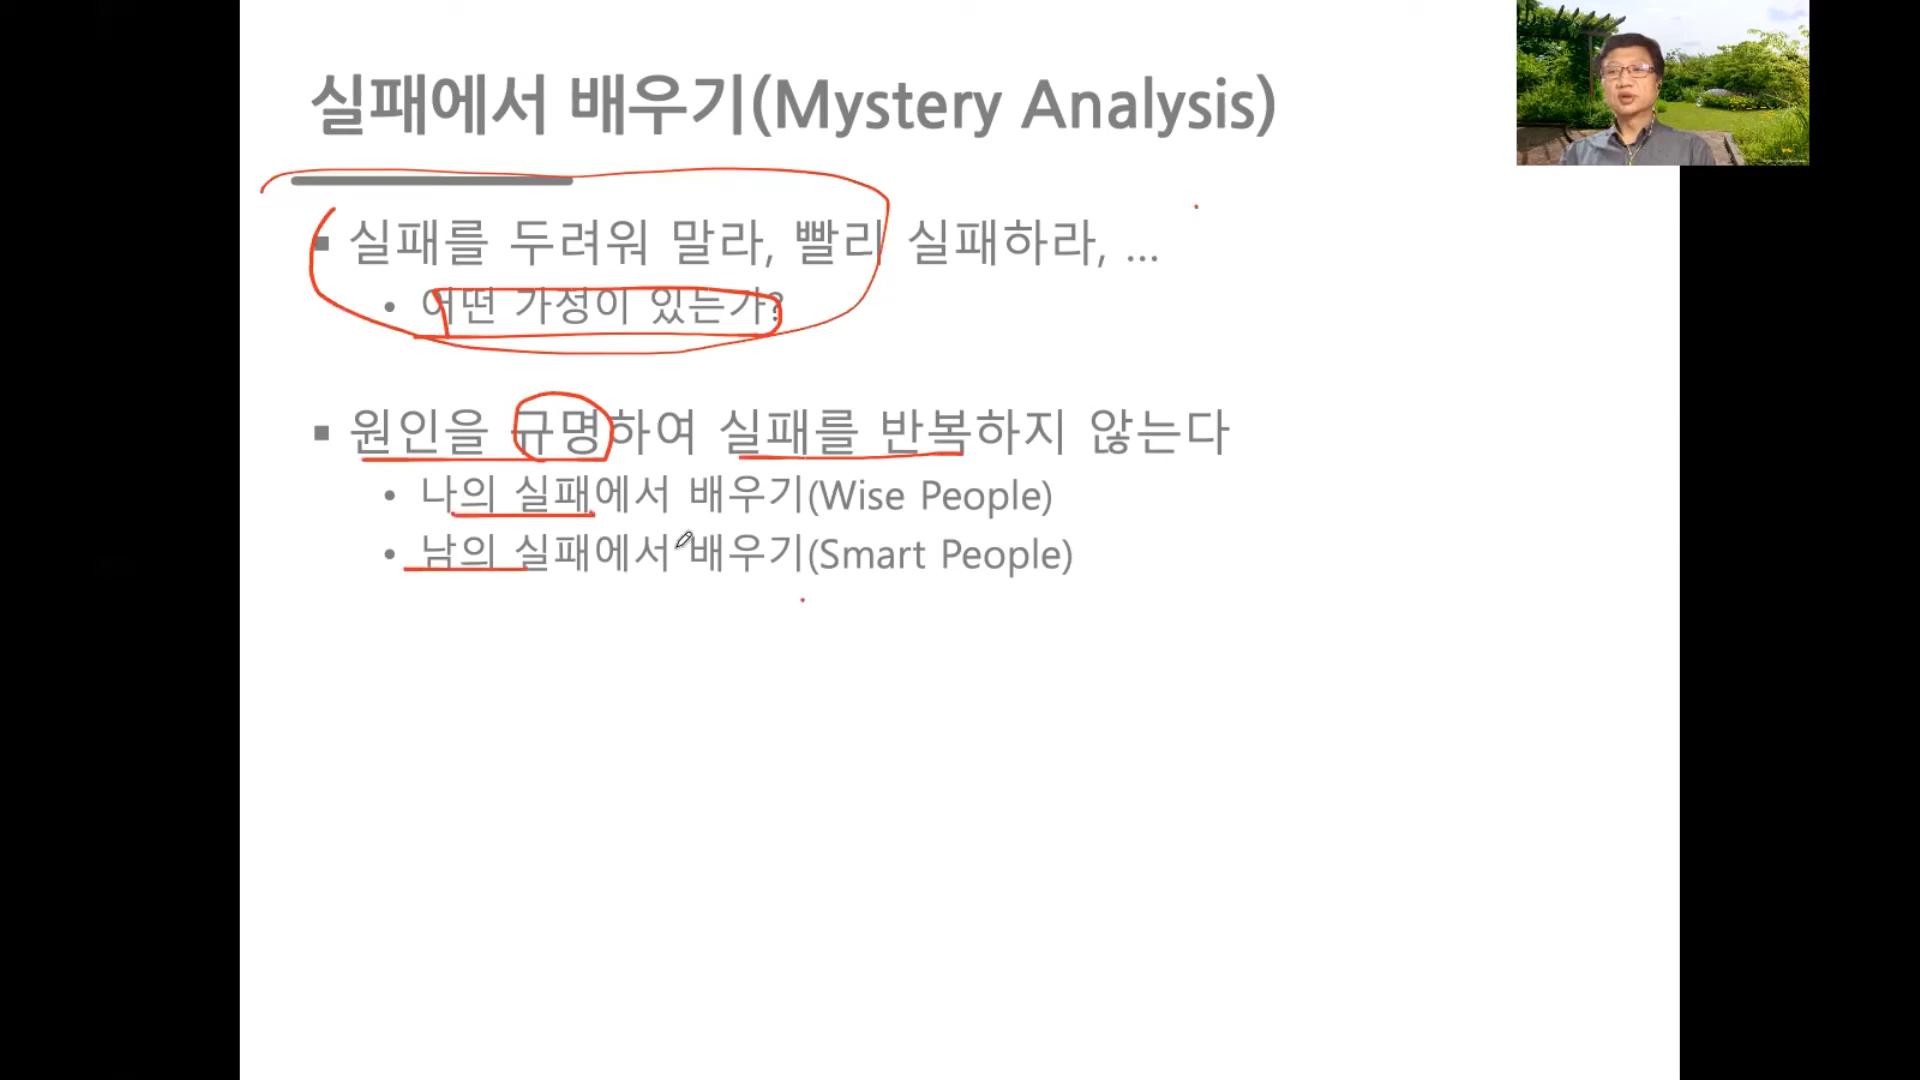 실패에서 배우기(Mystery Analysis)
▪ 실패를 두려워 말라, 빨리 실패하라, ...
• 어떤 가정이 있는가?
▪ 원인을 규명하여 실패를 반복하지 않는다
• 나의 실패에서 배우기(Wise People)
• 남의 실패에서 배우기(Smart People)